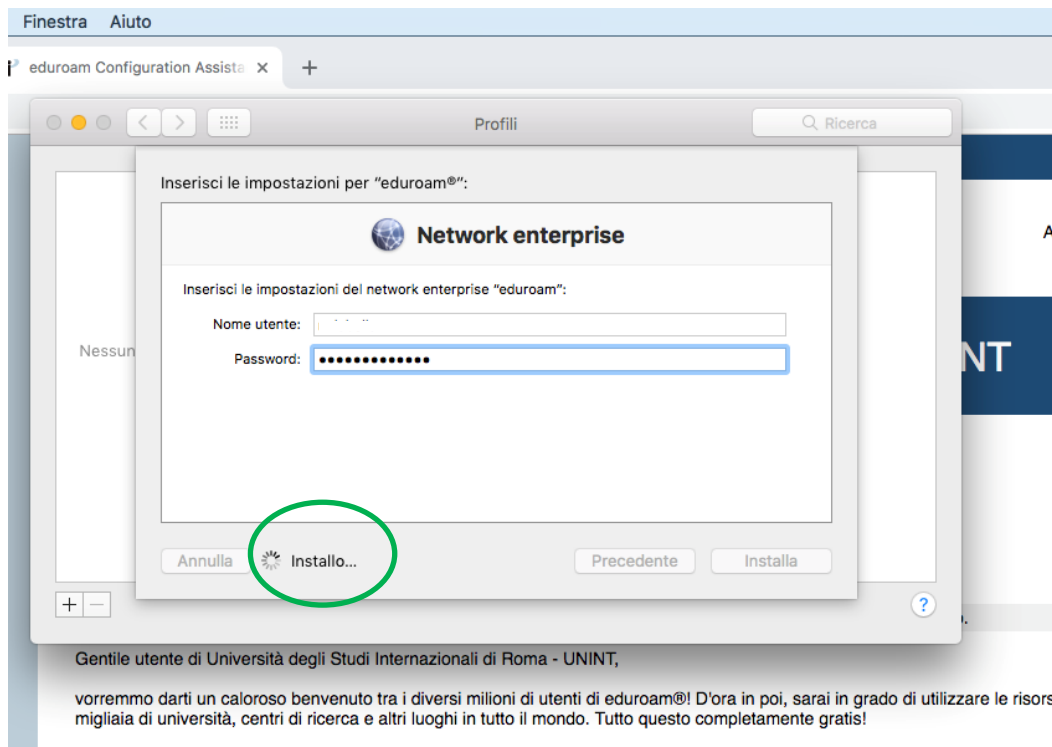 Finestra Aiuto
eduroam Configuration Assista
Profili
Ricerca
Inserisci le impostazioni per “eduroam®”:
Network enterprise
Inserisci le impostazioni del network enterprise “eduroam”:
Nome utente:
Password: •••••••••••••
Nessun
NT
Annulla Installo... Precedente Installa
+ − ?
Gentile utente di Università degli Studi Internazionali di Roma - UNINT,
vorremmo darti un caloroso benvenuto tra i diversi milioni di utenti di eduroam®! D'ora in poi, sarai in grado di utilizzare le risors
migliaia di università, centri di ricerca e altri luoghi in tutto il mondo. Tutto questo completamente gratis!